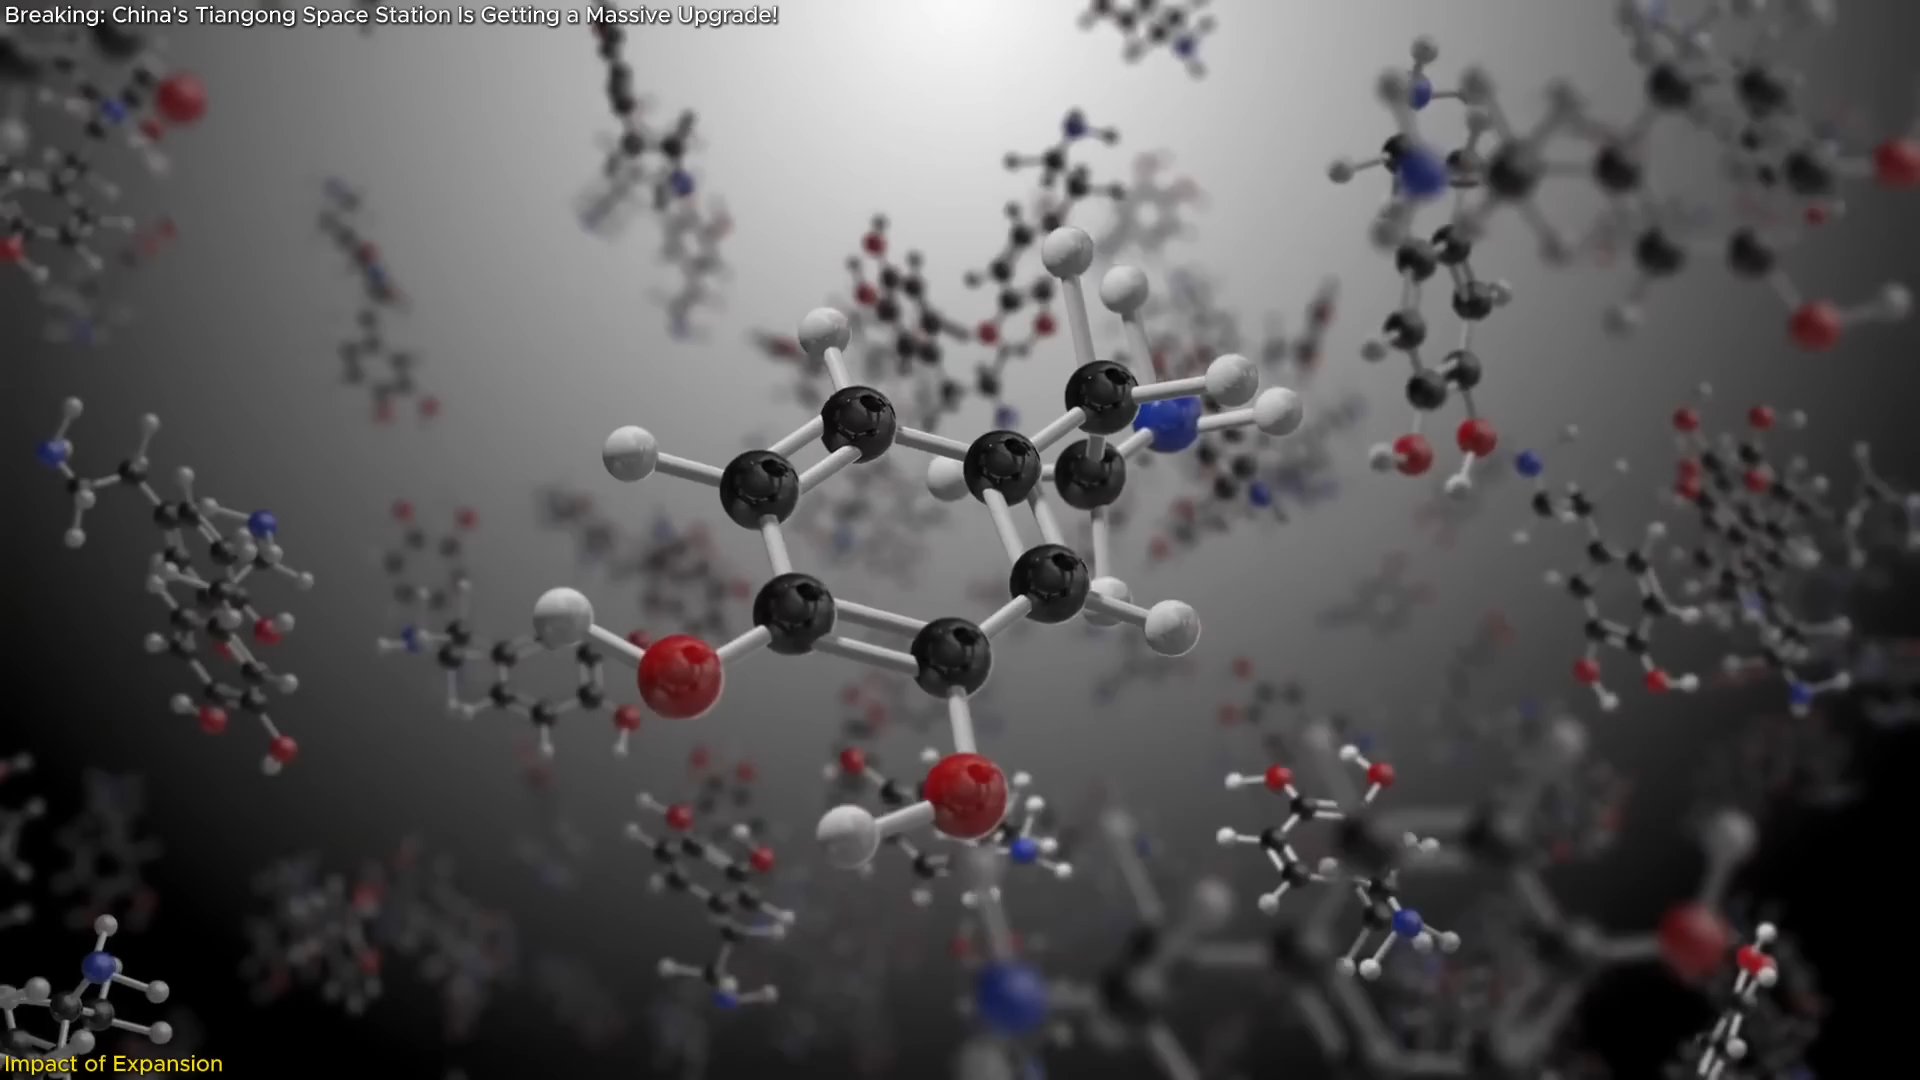 Breaking: China's Tiangong Space Station Is Getting a Massive Upgrade!
Impact of Expansion